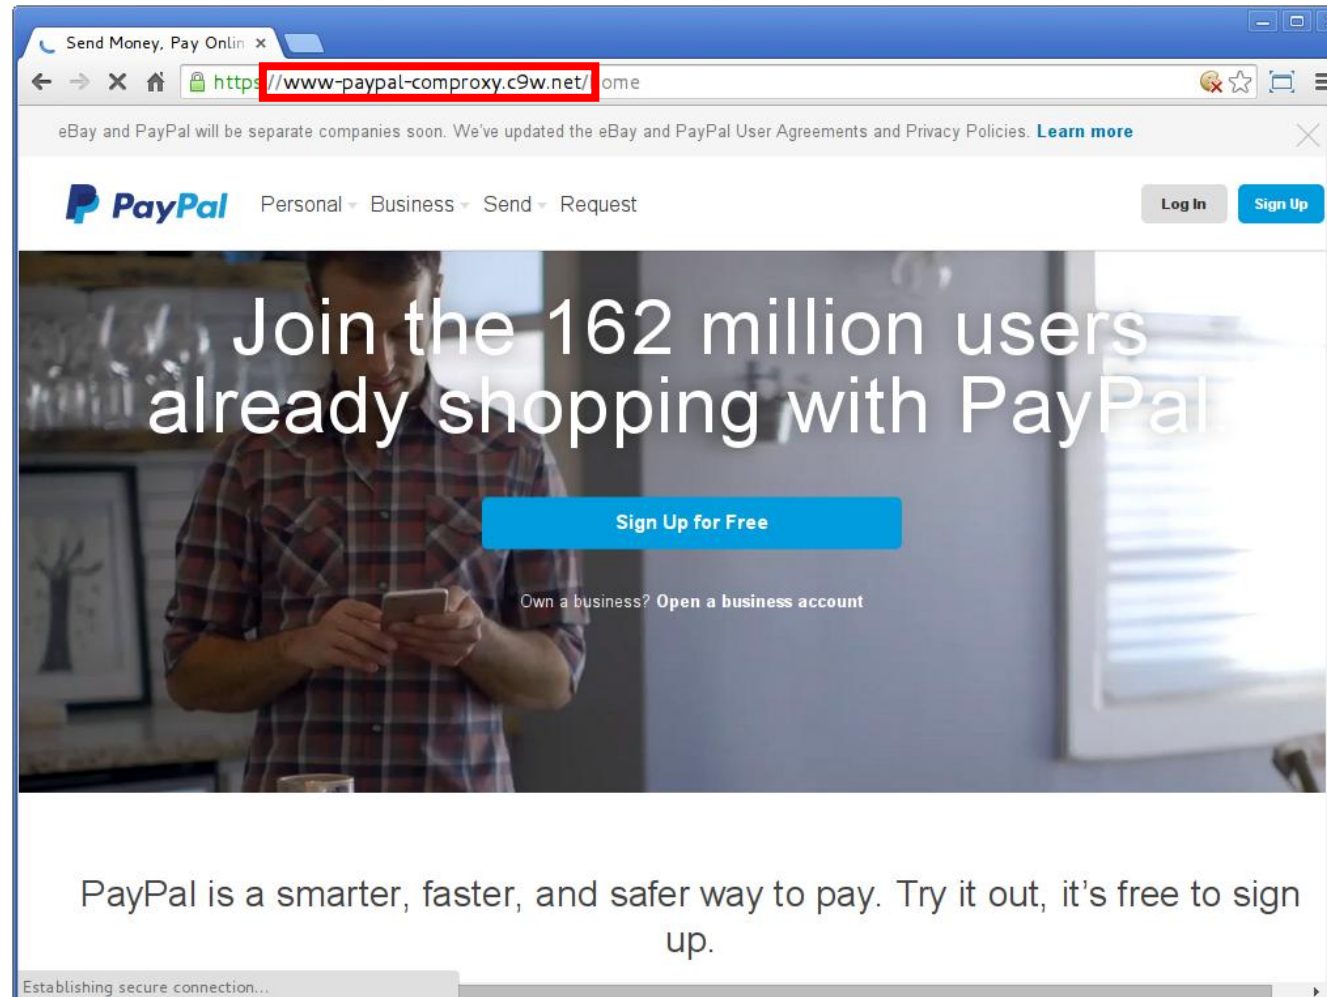 Send Money, Pay Onlin
https://www-paypal-comproxy.c9w.net/ ome
eBay and PayPal will be separate companies soon. We've updated the eBay and PayPal User Agreements and Privacy Policies. Learn more
PayPal Personal Business Send Request Log In Sign Up
Join the 162 million users
already shopping with PayPal.
Sign Up for Free
Own a business? Open a business account
PayPal is a smarter, faster, and safer way to pay. Try it out, it's free to sign
up.
Establishing secure connection...